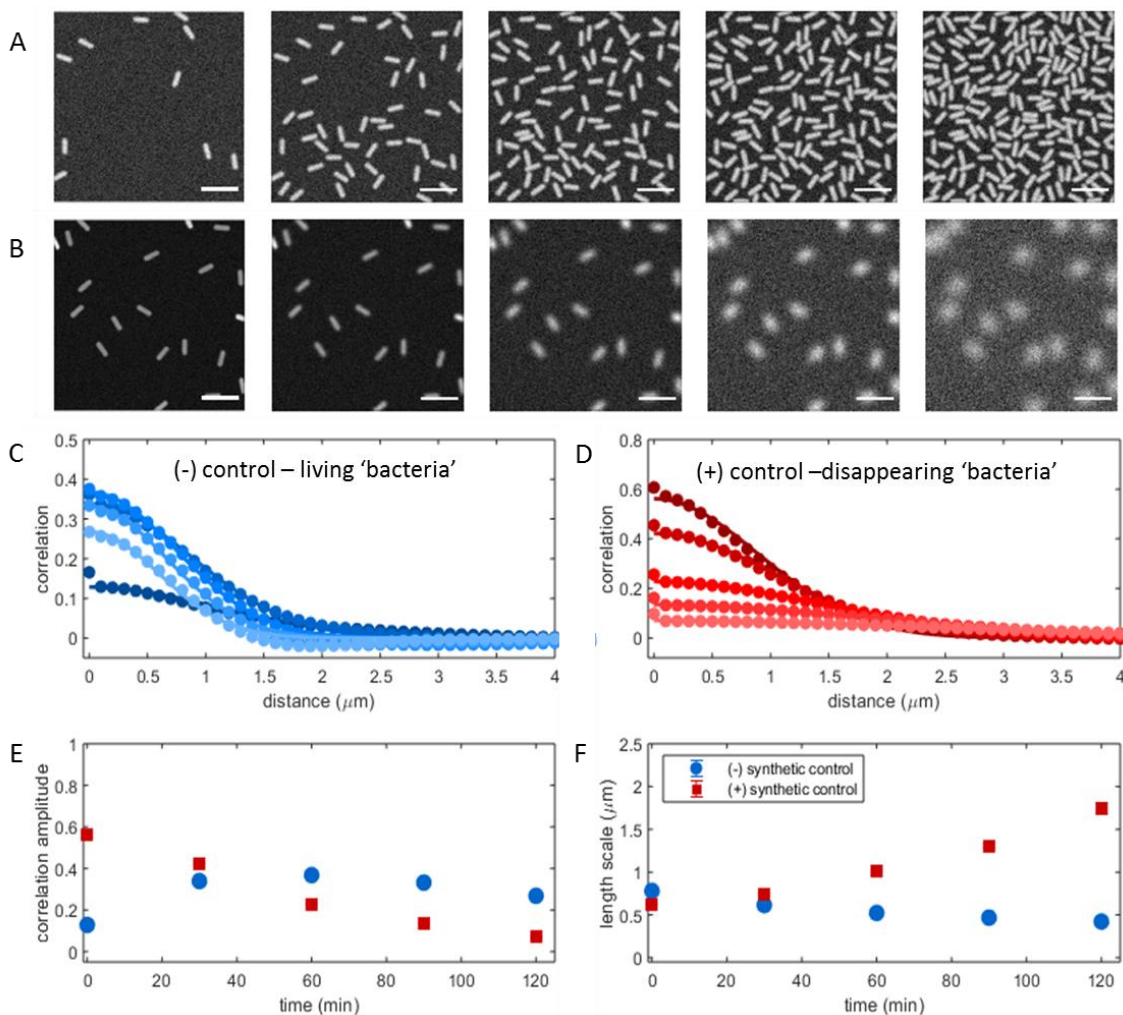 A
B
C
(-) control – living ‘bacteria’
0.5
0.4
0.3
0.2
0.1
0
correlation
0 0.5 1 1.5 2 2.5 3 3.5 4
distance (μm)
D
(+) control –disappearing ‘bacteria’
0.8
0.6
0.4
0.2
0
correlation
0 0.5 1 1.5 2 2.5 3 3.5 4
distance (μm)
E
1
0.8
0.6
0.4
0.2
0
correlation amplitude
0 20 40 60 80 100 120
time (min)
F
2.5
2
1.5
1
0.5
0
length scale (μm)
(-) synthetic control
(+) synthetic control
0 20 40 60 80 100 120
time (min)